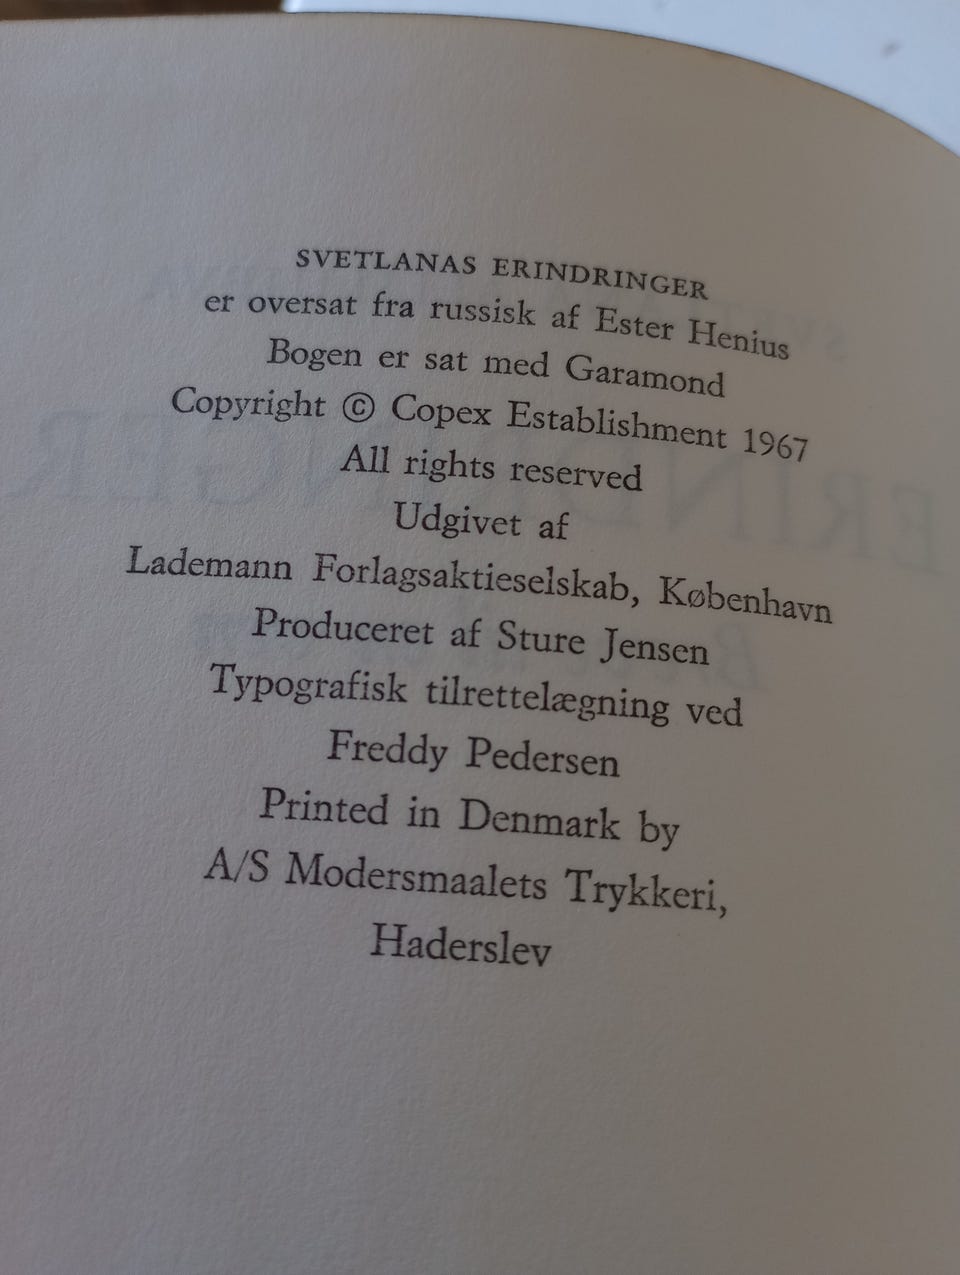 SVETLANAS ERINDRINGER
er oversat fra russisk af Ester Henius
Bogen er sat med Garamond
Copyright © Copex Establishment 1967
All rights reserved
Udgivet af
Lademann Forlagsaktieselskab, København
Produceret af Sture Jensen
Typografisk tilrettelægning ved
Freddy Pedersen
Printed in Denmark by
A/S Modersmaalets Trykkeri,
Haderslev